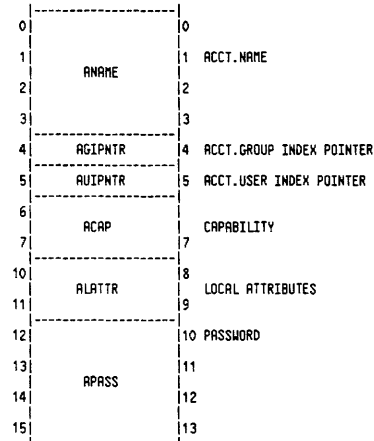 0 0
1 1 ACCT.NAME
ANAME
2 2
3 3
4 AGIPNTR 4 ACCT.GROUP INDEX POINTER
5 AUIPNTR 5 ACCT.USER INDEX POINTER
6
ACAP CAPABILITY
7 7
10 8
ALATTR LOCAL ATTRIBUTES
11 9
12 10 PASSWORD
13 11
APASS
14 12
15 13